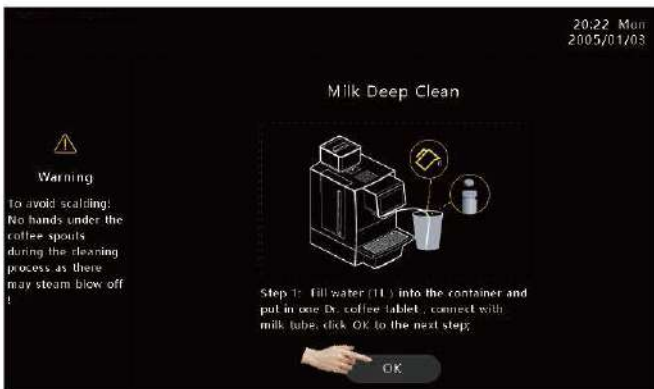 20:22 Mon
2005/01/03
Milk Deep Clean
Warning
To avoid scalding:
No hands under the
coffee spouts
during the cleaning
process as there
may steam blow off
!
Step 1: Fill water (1L) into the container and
put in one Dr. coffee tablet , connect with
milk tube, click OK to the next step;
OK